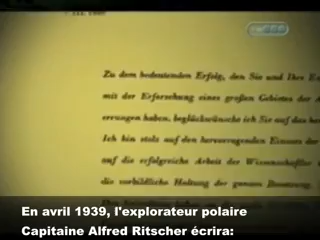 Zu dem bedeutenden Erfolg, den Sie und Ihre
mit der Erforschung eines großen Gebietes der
errungen haben, beglückwünsche ich Sie auf das
Ich bin stolz auf den hervorragenden Einsatz der
auf die erfolgreiche Arbeit der Wissenschaftler
die vorbildliche Haltung der ganzen Besatzung.
En avril 1939, l'explorateur polaire
Capitaine Alfred Ritscher écrira: